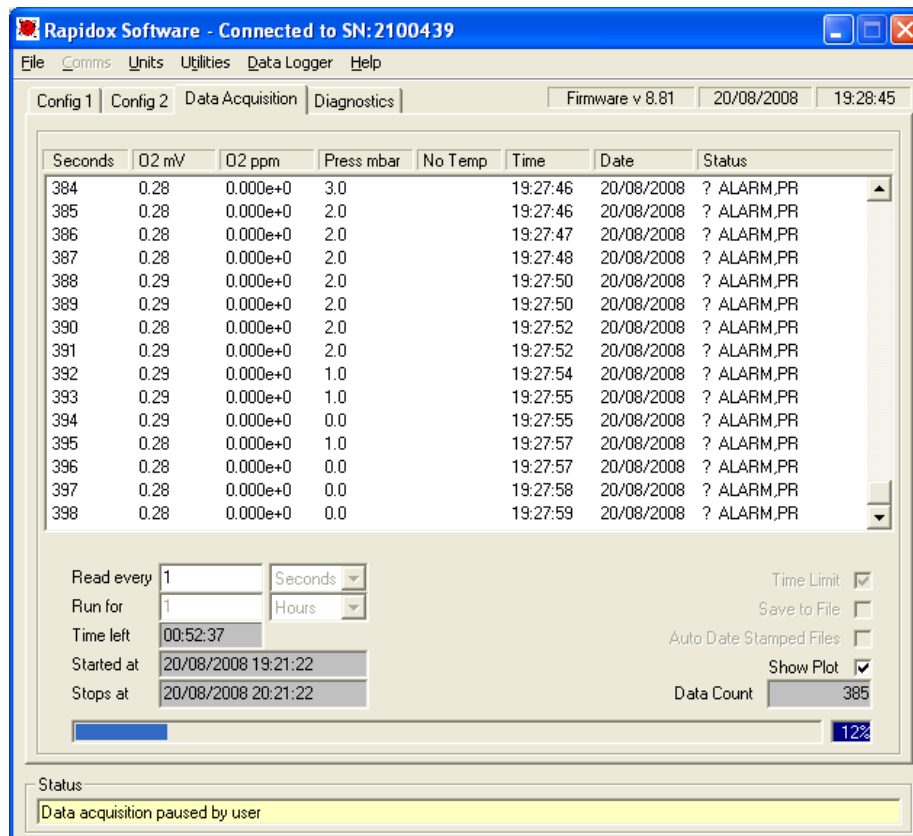 Rapidox Software - Connected to SN:2100439
File Comms Units Utilities Data Logger Help
Config 1 Config 2 Data Acquisition Diagnostics Firmware v 8.81 20/08/2008 19:28:45
Seconds O2 mV O2 ppm Press mbar No Temp Time Date Status
384 0.28 0.000e+0 3.0 19:27:46 20/08/2008 ? ALARM,PR
385 0.28 0.000e+0 2.0 19:27:46 20/08/2008 ? ALARM,PR
386 0.28 0.000e+0 2.0 19:27:47 20/08/2008 ? ALARM,PR
387 0.28 0.000e+0 2.0 19:27:48 20/08/2008 ? ALARM,PR
388 0.29 0.000e+0 2.0 19:27:50 20/08/2008 ? ALARM,PR
389 0.29 0.000e+0 2.0 19:27:50 20/08/2008 ? ALARM,PR
390 0.28 0.000e+0 2.0 19:27:52 20/08/2008 ? ALARM,PR
391 0.29 0.000e+0 2.0 19:27:52 20/08/2008 ? ALARM,PR
392 0.29 0.000e+0 1.0 19:27:54 20/08/2008 ? ALARM,PR
393 0.29 0.000e+0 1.0 19:27:55 20/08/2008 ? ALARM,PR
394 0.29 0.000e+0 0.0 19:27:55 20/08/2008 ? ALARM,PR
395 0.28 0.000e+0 1.0 19:27:57 20/08/2008 ? ALARM,PR
396 0.28 0.000e+0 0.0 19:27:57 20/08/2008 ? ALARM,PR
397 0.28 0.000e+0 0.0 19:27:58 20/08/2008 ? ALARM,PR
398 0.28 0.000e+0 0.0 19:27:59 20/08/2008 ? ALARM,PR
Read every 1 Seconds Time Limit
Run for 1 Hours Save to File
Time left 00:52:37 Auto Date Stamped Files
Started at 20/08/2008 19:21:22 Show Plot
Stops at 20/08/2008 20:21:22 Data Count 385
12%
Status
Data acquisition paused by user